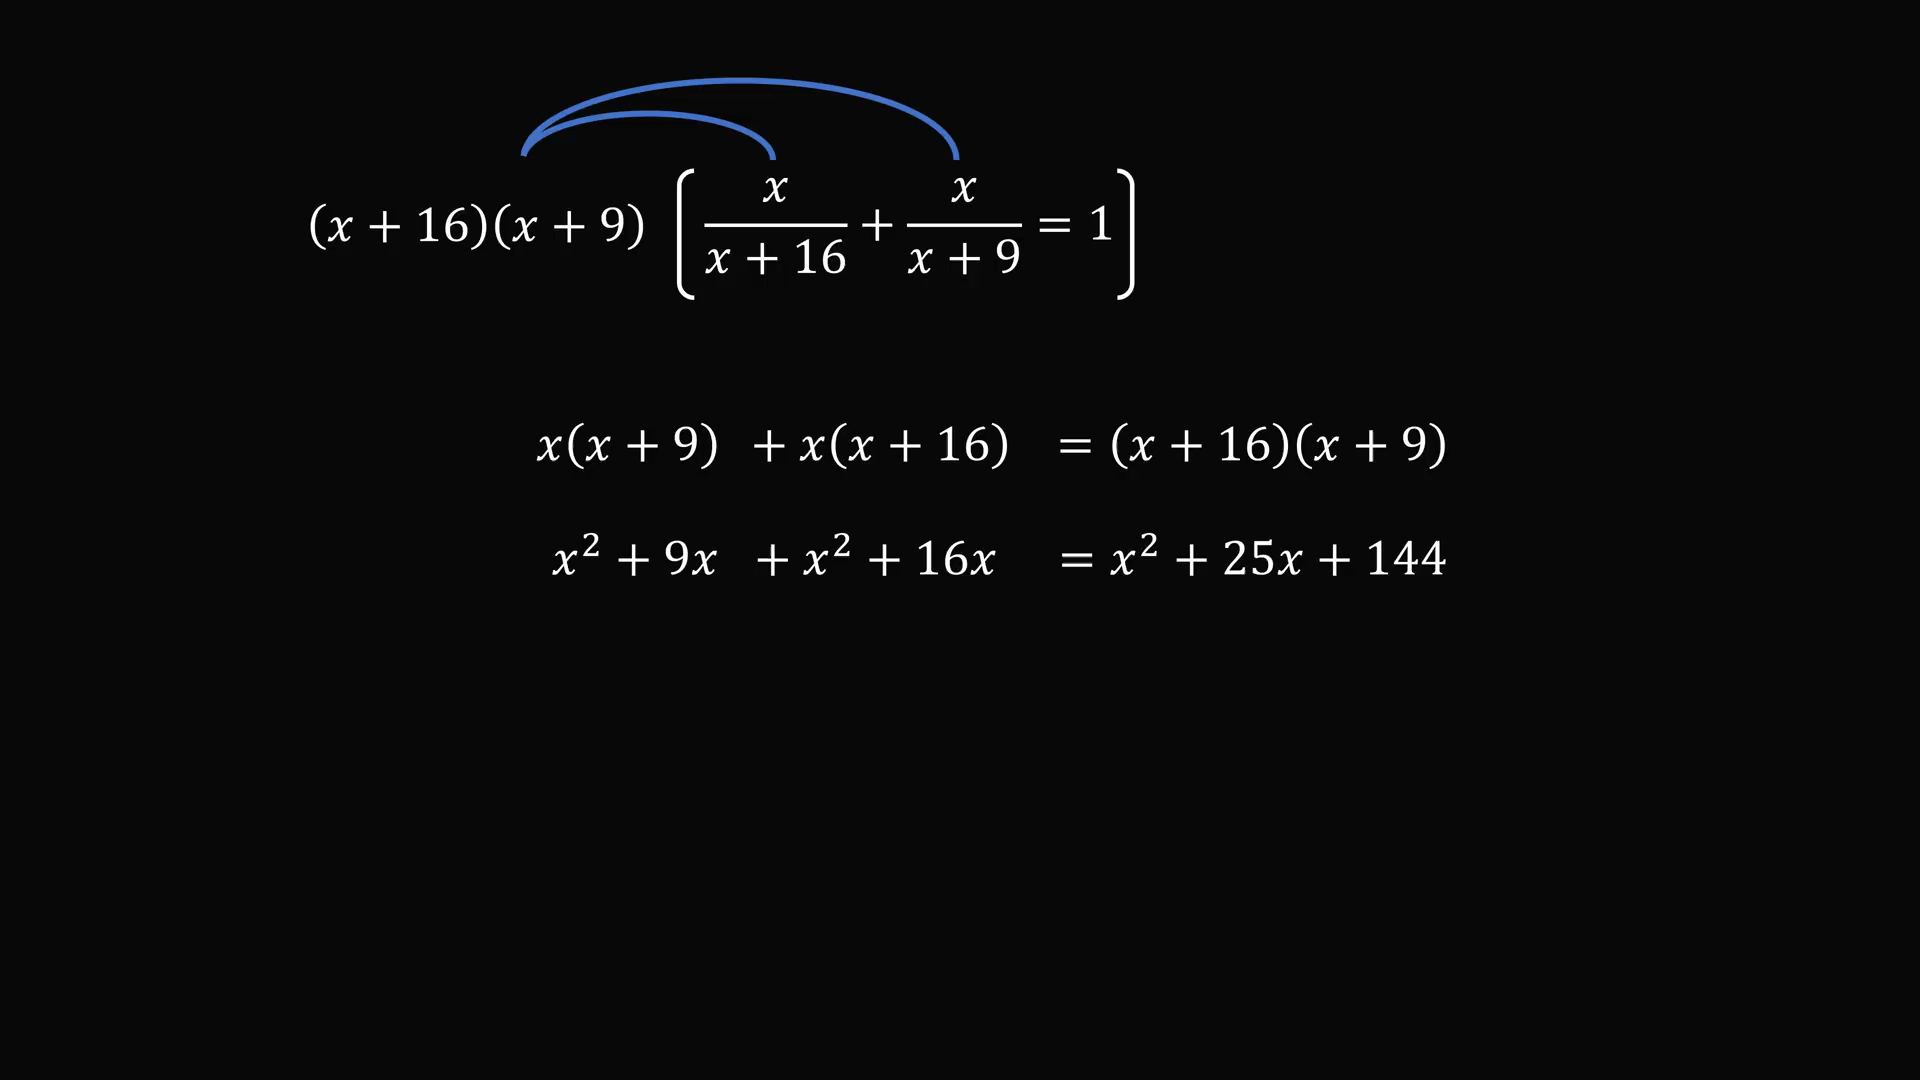 (x + 16)(x + 9) [x/(x + 16) + x/(x + 9) = 1]
x(x + 9) + x(x + 16) = (x + 16)(x + 9)
x² + 9x + x² + 16x = x² + 25x + 144